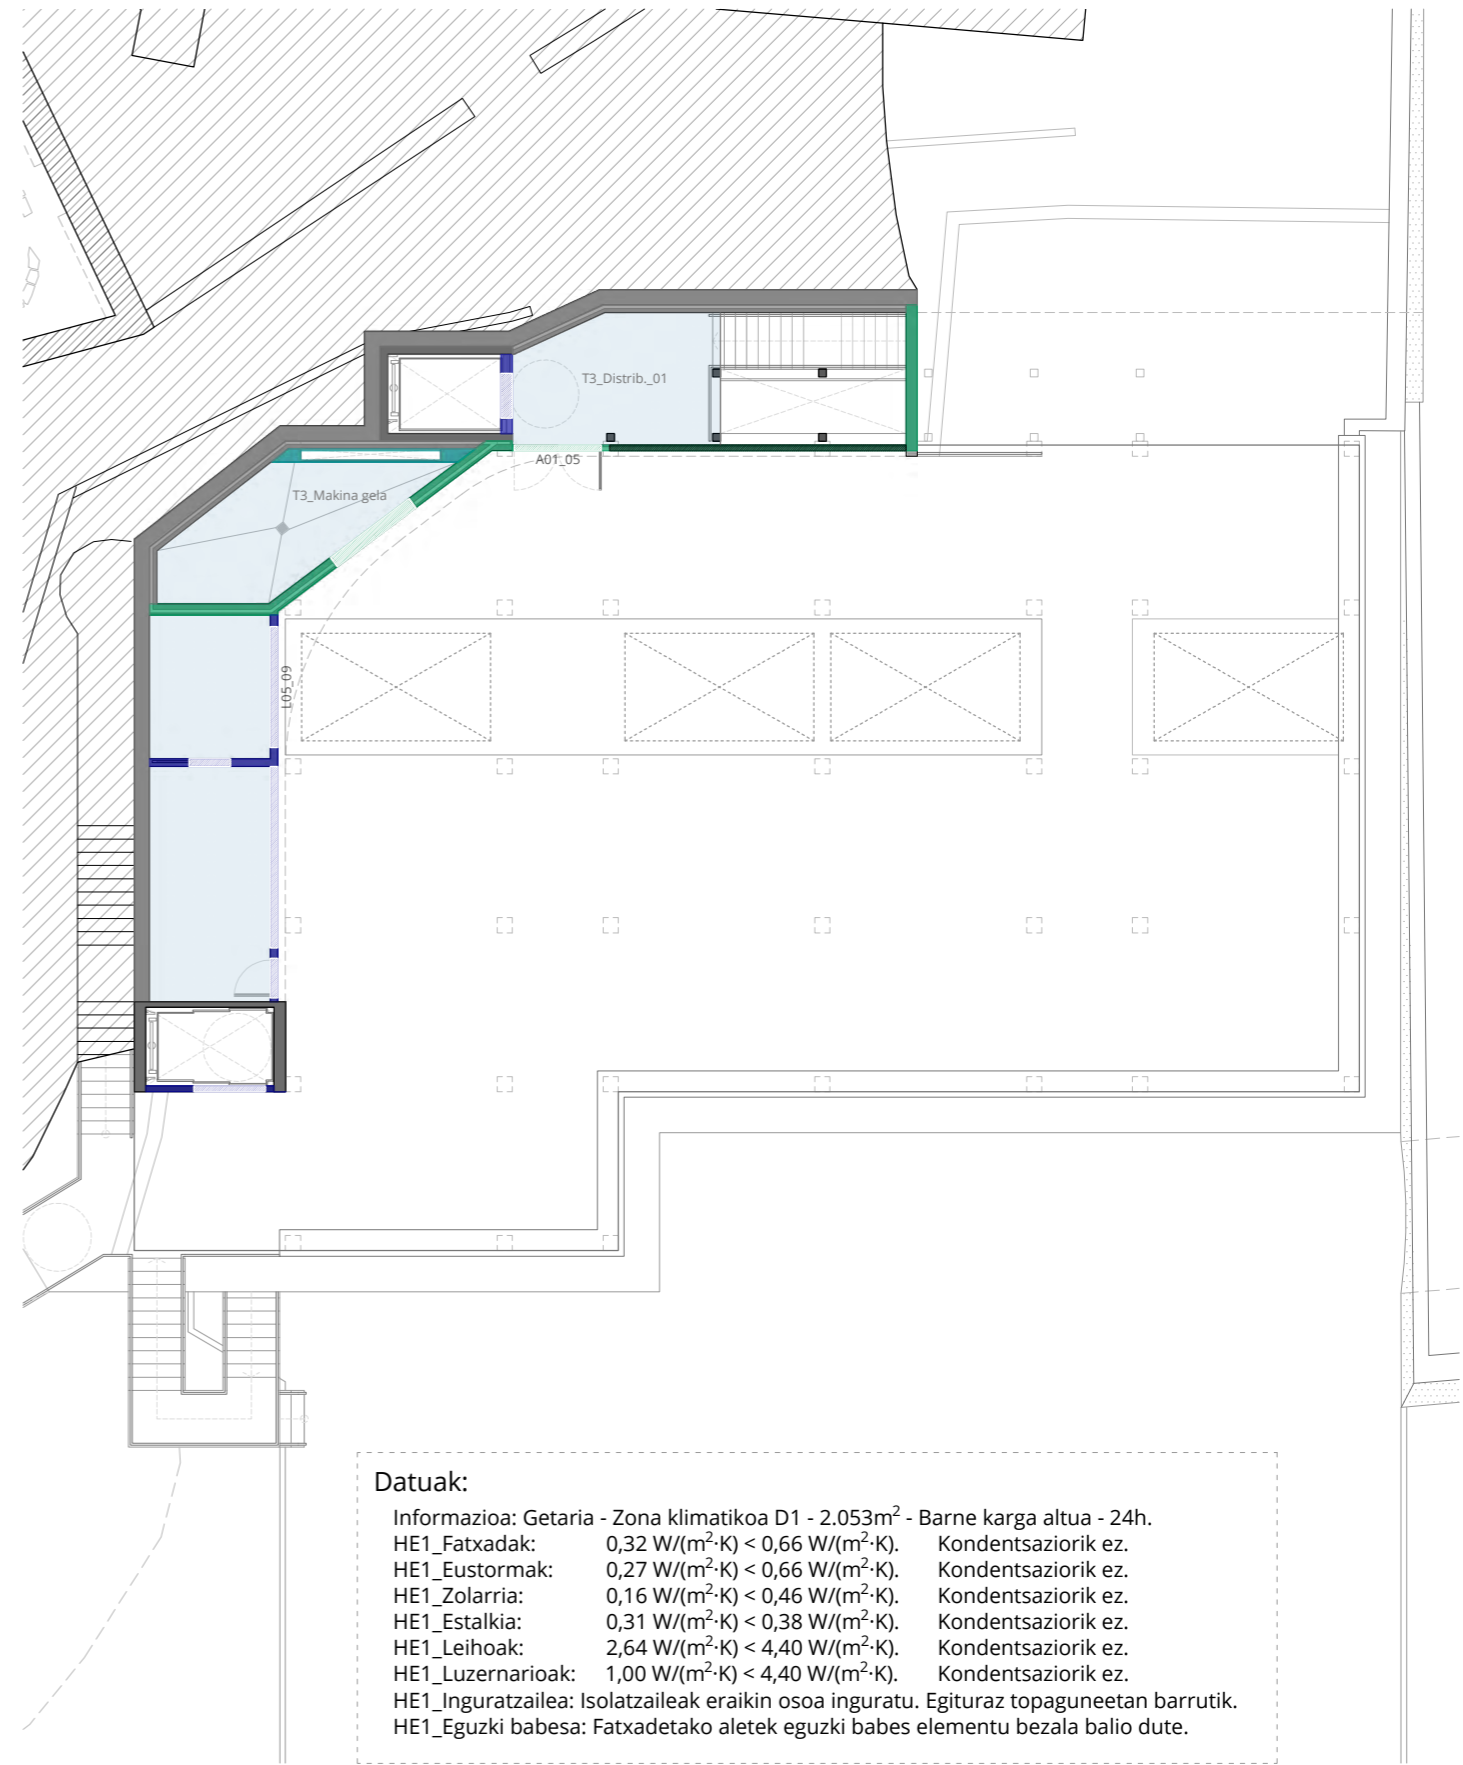 T3_Distrib._01
A01_05
T3_Makina gela
L05_09
Datuak:
Informazioa: Getaria - Zona klimatikoa D1 - 2.053m² - Barne karga altua - 24h.
HE1_Fatxadak: 0,32 W/(m²·K) < 0,66 W/(m²·K). Kondentsaziorik ez.
HE1_Eustormak: 0,27 W/(m²·K) < 0,66 W/(m²·K). Kondentsaziorik ez.
HE1_Zolarria: 0,16 W/(m²·K) < 0,46 W/(m²·K). Kondentsaziorik ez.
HE1_Estalkia: 0,31 W/(m²·K) < 0,38 W/(m²·K). Kondentsaziorik ez.
HE1_Leihoak: 2,64 W/(m²·K) < 4,40 W/(m²·K). Kondentsaziorik ez.
HE1_Luzernarioak: 1,00 W/(m²·K) < 4,40 W/(m²·K). Kondentsaziorik ez.
HE1_Inguratzailea: Isolatzaileak eraikin osoa inguratu. Egituraz topaguneetan barrutik.
HE1_Eguzki babesa: Fatxadetako aletek eguzki babes elementu bezala balio dute.